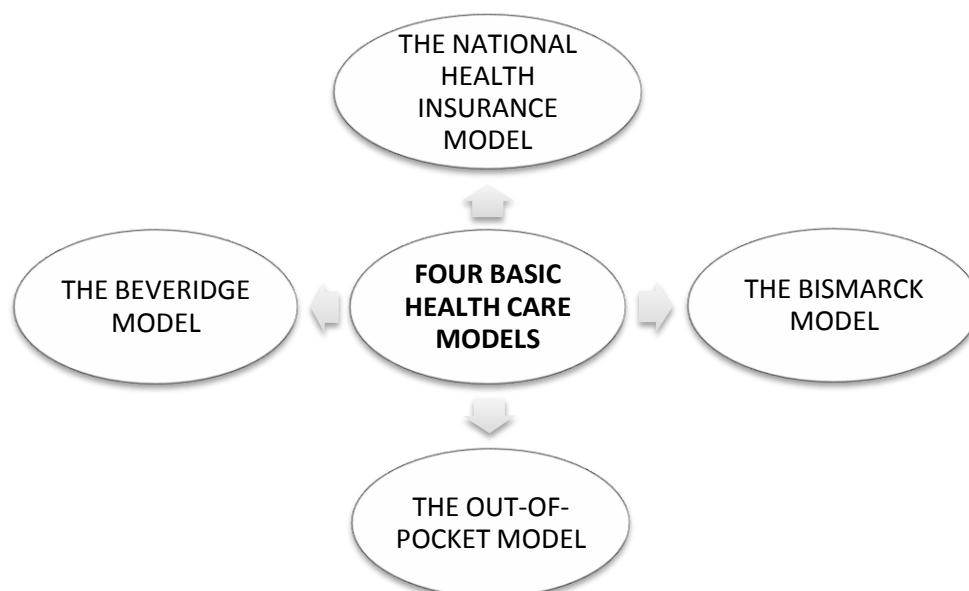 THE NATIONAL
HEALTH
INSURANCE
MODEL
THE BEVERIDGE
MODEL
FOUR BASIC
HEALTH CARE
MODELS
THE BISMARCK
MODEL
THE OUT-OF-
POCKET MODEL